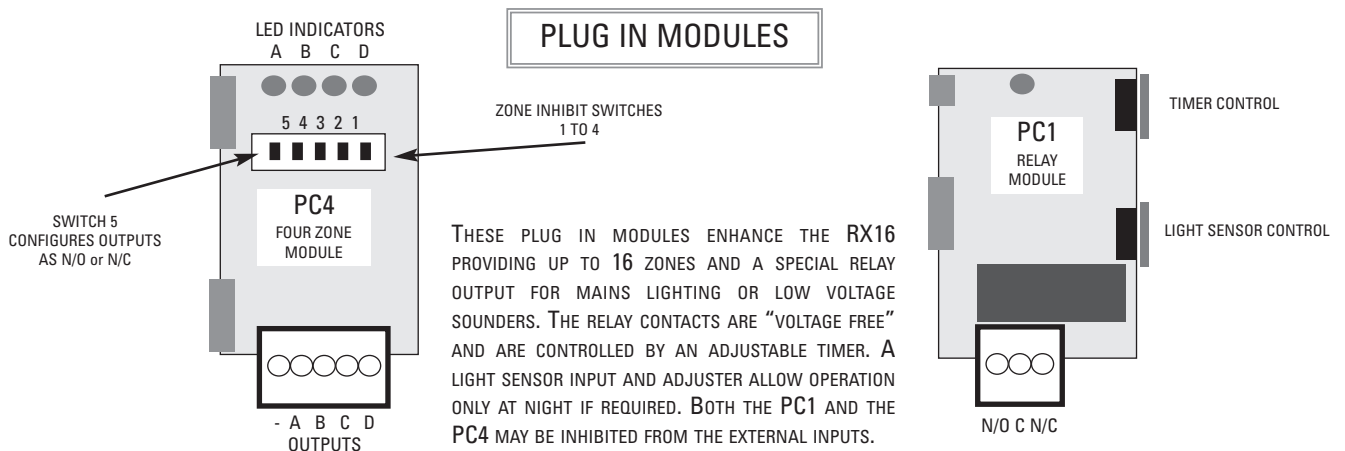 PLUG IN MODULES
LED INDICATORS
A B C D
5 4 3 2 1
ZONE INHIBIT SWITCHES
1 TO 4
SWITCH 5
CONFIGURES OUTPUTS
AS N/O or N/C
PC4
FOUR ZONE
MODULE
- A B C D
OUTPUTS
THESE PLUG IN MODULES ENHANCE THE RX16
PROVIDING UP TO 16 ZONES AND A SPECIAL RELAY
OUTPUT FOR MAINS LIGHTING OR LOW VOLTAGE
SOUNDERS. THE RELAY CONTACTS ARE “VOLTAGE FREE”
AND ARE CONTROLLED BY AN ADJUSTABLE TIMER. A
LIGHT SENSOR INPUT AND ADJUSTER ALLOW OPERATION
ONLY AT NIGHT IF REQUIRED. BOTH THE PC1 AND THE
PC4 MAY BE INHIBITED FROM THE EXTERNAL INPUTS.
PC1
RELAY
MODULE
TIMER CONTROL
LIGHT SENSOR CONTROL
N/O C N/C